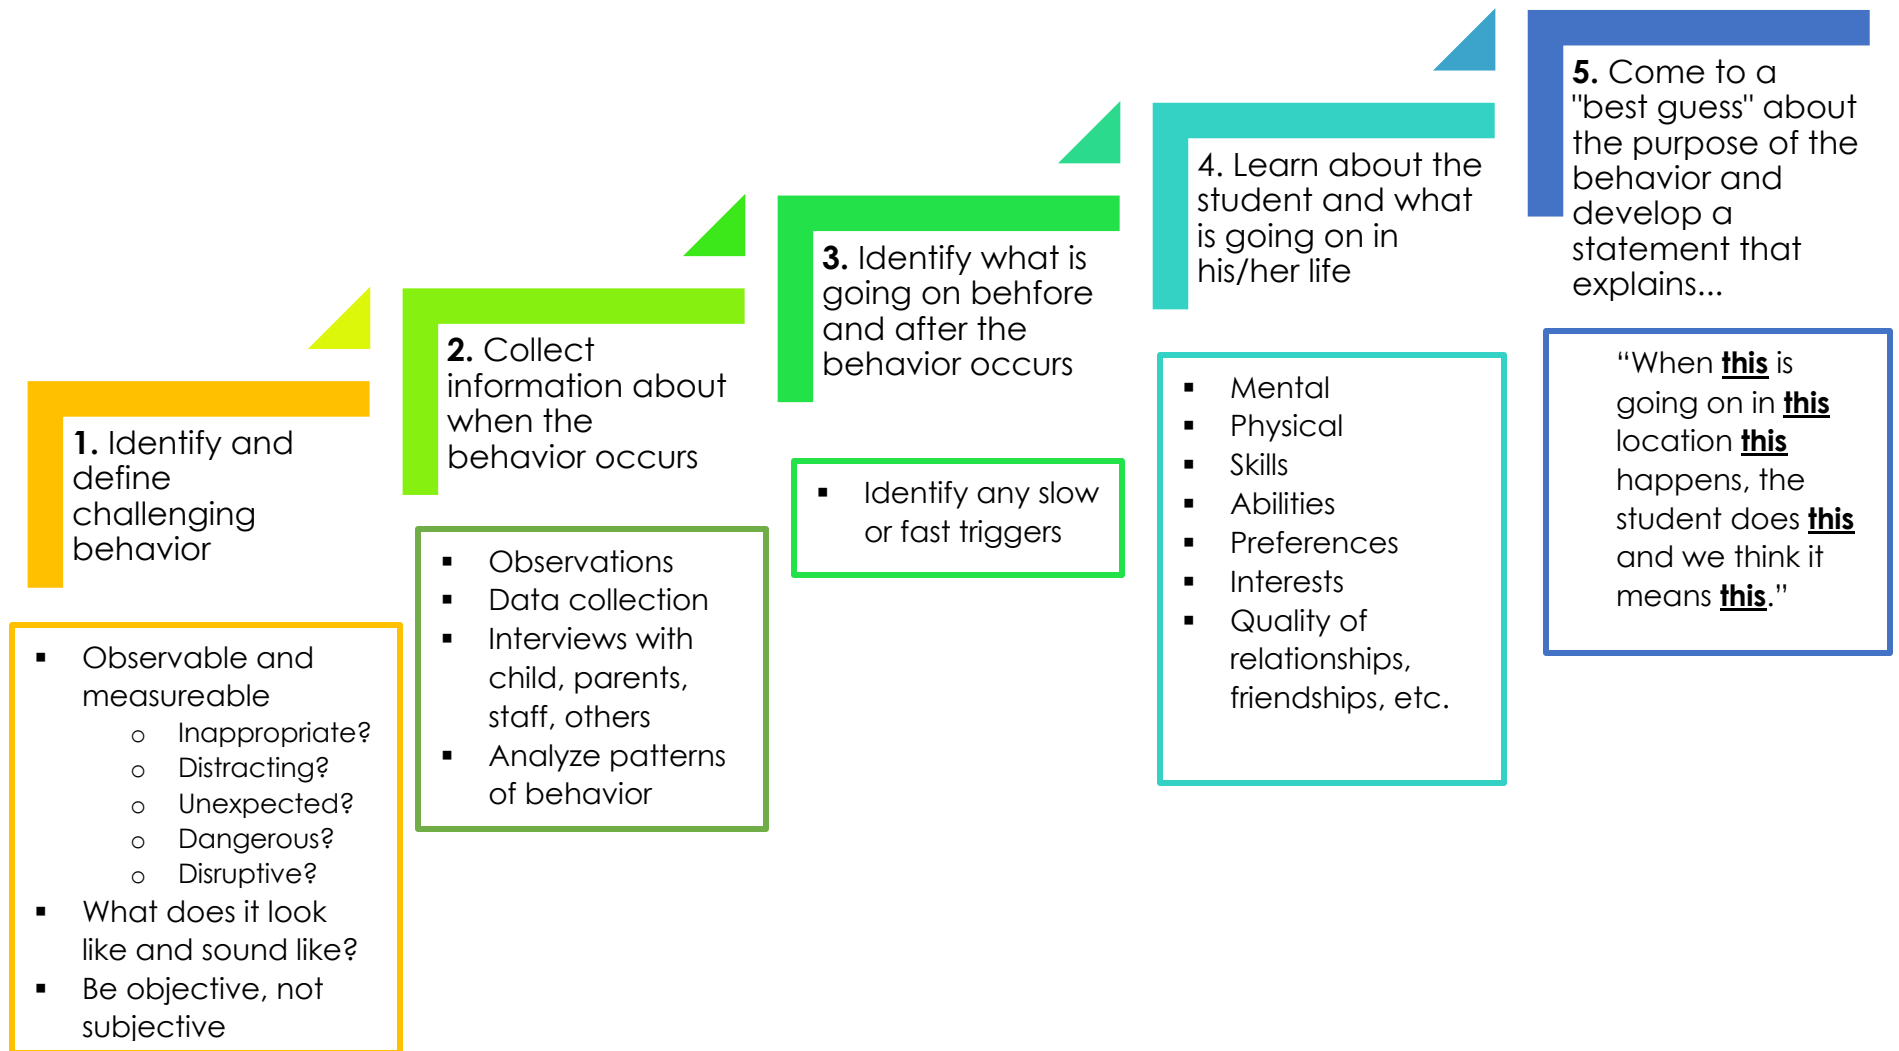 1. Identify and
define
challenging
behavior
▪ Observable and
measureable
o Inappropriate?
o Distracting?
o Unexpected?
o Dangerous?
o Disruptive?
▪ What does it look
like and sound like?
▪ Be objective, not
subjective
2. Collect
information about
when the
behavior occurs
▪ Observations
▪ Data collection
▪ Interviews with
child, parents,
staff, others
▪ Analyze patterns
of behavior
3. Identify what is
going on behfore
and after the
behavior occurs
▪ Identify any slow
or fast triggers
4. Learn about the
student and what
is going on in
his/her life
▪ Mental
▪ Physical
▪ Skills
▪ Abilities
▪ Preferences
▪ Interests
▪ Quality of
relationships,
friendships, etc.
5. Come to a
"best guess" about
the purpose of the
behavior and
develop a
statement that
explains...
“When this is
going on in this
location this
happens, the
student does this
and we think it
means this.”